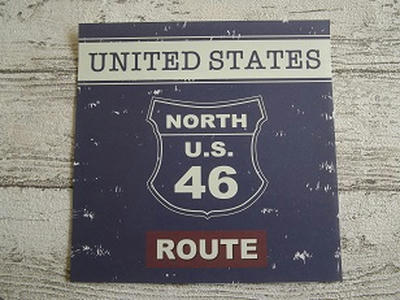 UNITED STATES
NORTH
U.S.
46
ROUTE